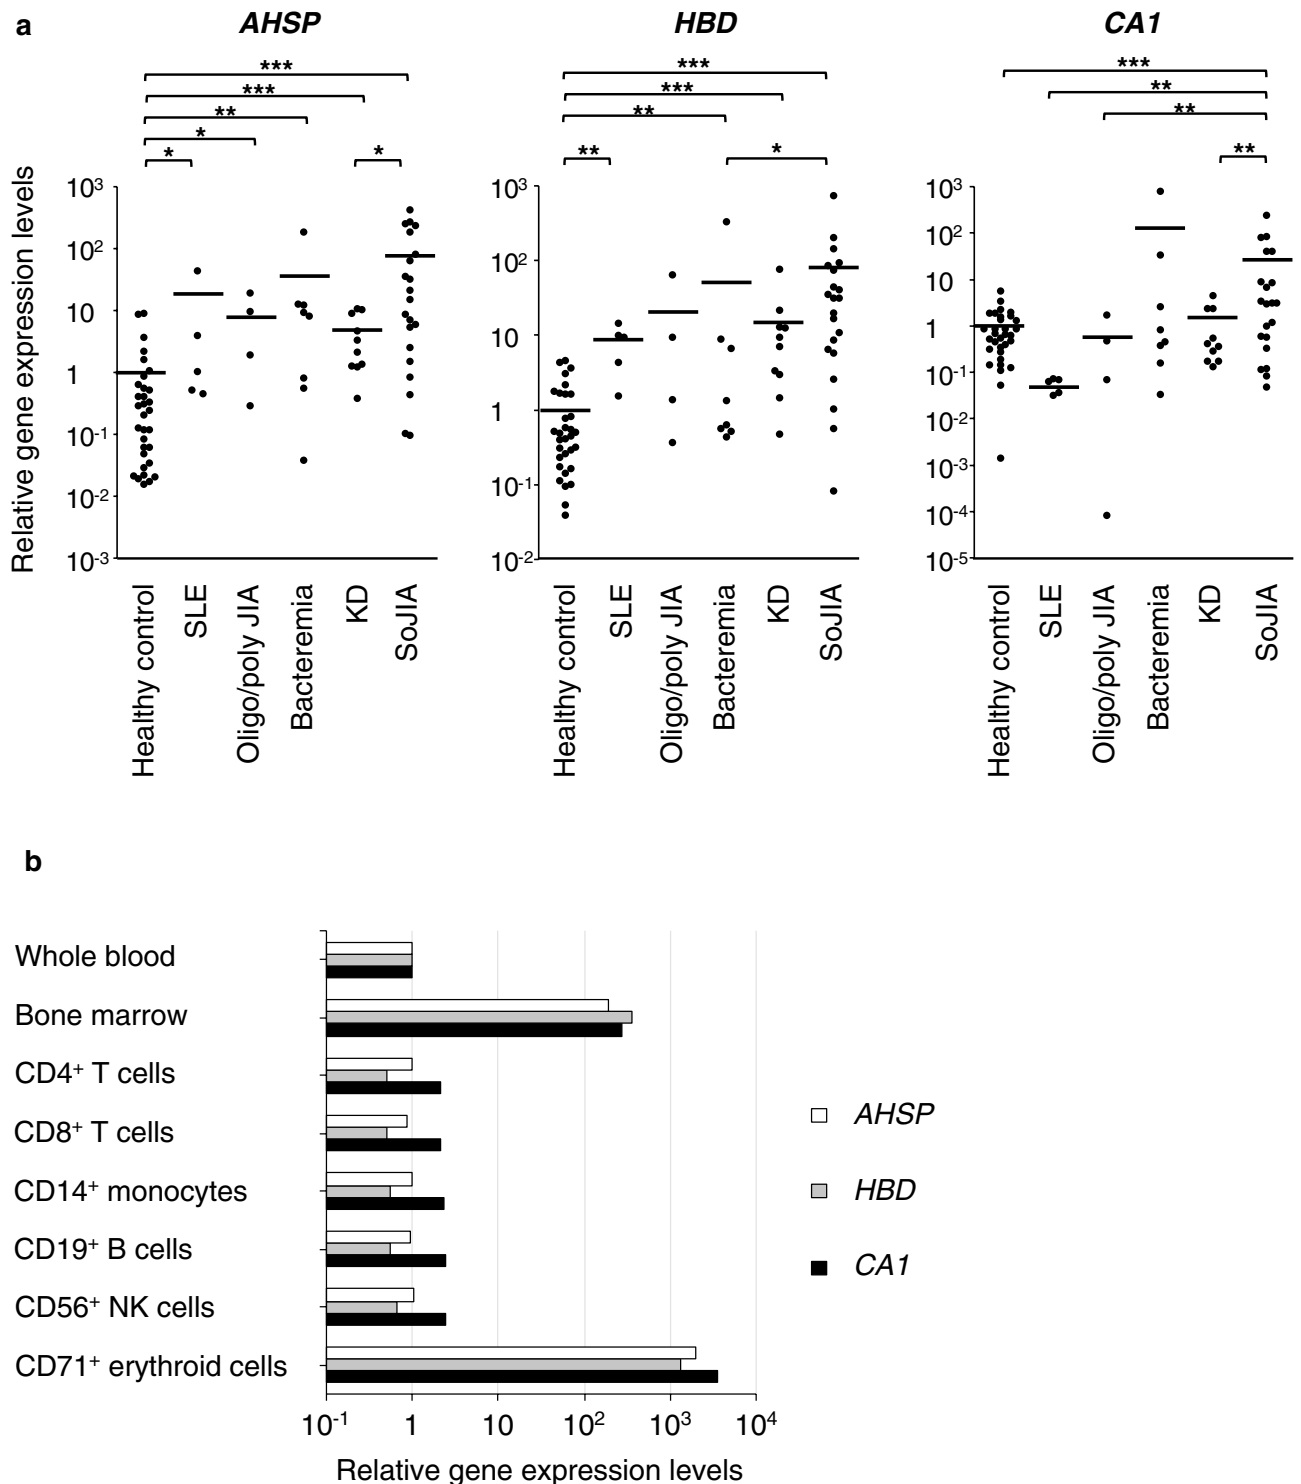 a
AHSP
HBD
CA1
***
***
**
*
*
*
***
***
**
**
*
***
**
**
**
Relative gene expression levels
10³
10²
10
1
10⁻¹
10⁻²
10⁻³
10³
10²
10
1
10⁻¹
10⁻²
10³
10²
10
1
10⁻¹
10⁻²
10⁻³
10⁻⁴
10⁻⁵
Healthy control
SLE
Oligo/poly JIA
Bacteremia
KD
SoJIA
Healthy control
SLE
Oligo/poly JIA
Bacteremia
KD
SoJIA
Healthy control
SLE
Oligo/poly JIA
Bacteremia
KD
SoJIA
b
Whole blood
Bone marrow
CD4⁺ T cells
CD8⁺ T cells
CD14⁺ monocytes
CD19⁺ B cells
CD56⁺ NK cells
CD71⁺ erythroid cells
10⁻¹ 1 10 10² 10³ 10⁴
Relative gene expression levels
AHSP
HBD
CA1